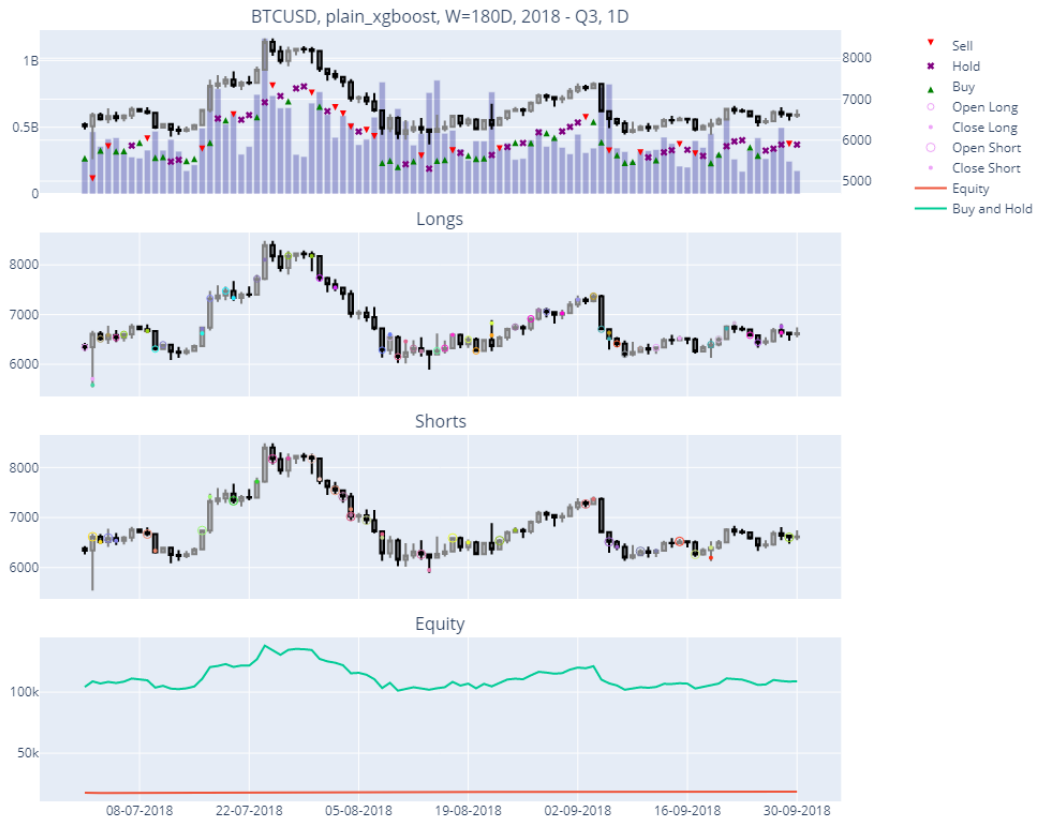 BTCUSD, plain_xgboost, W=180D, 2018 - Q3, 1D
1B
0.5B
0
8000
7000
6000
5000
Sell
Hold
Buy
Open Long
Close Long
Open Short
Close Short
Equity
Buy and Hold
Longs
8000
7000
6000
Shorts
8000
7000
6000
Equity
100k
50k
08-07-2018 22-07-2018 05-08-2018 19-08-2018 02-09-2018 16-09-2018 30-09-2018